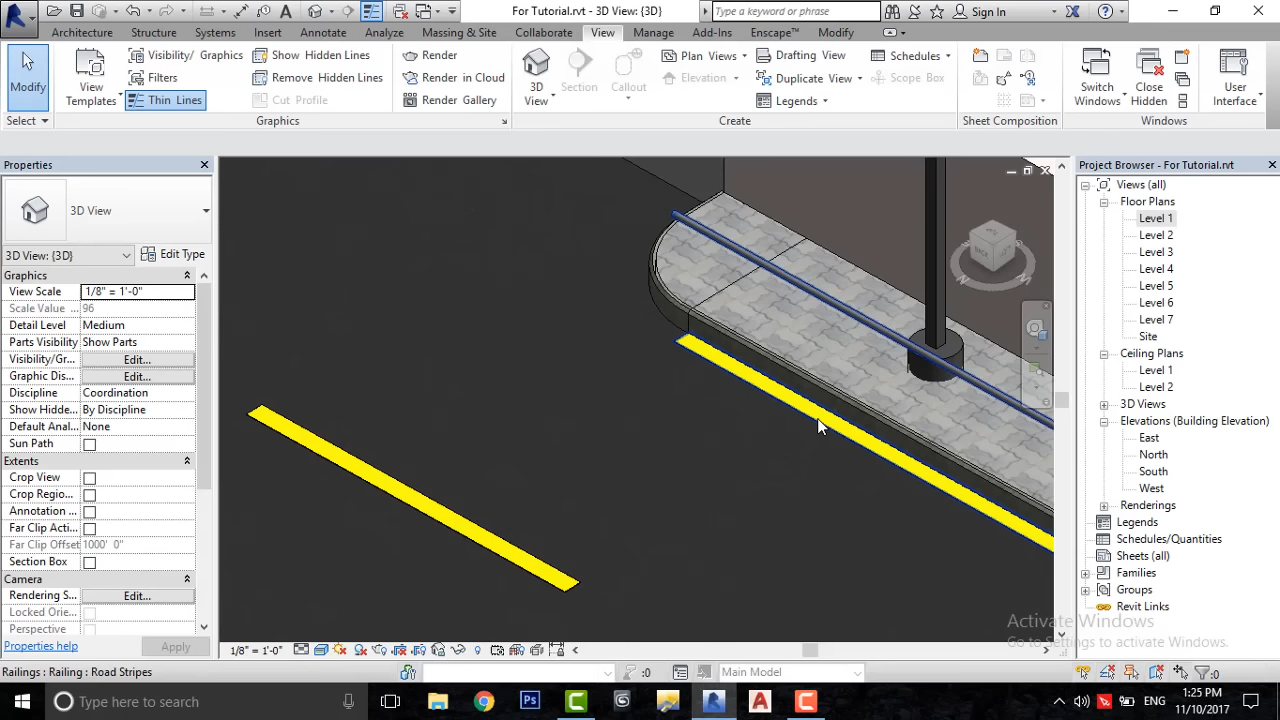 For Tutorial.rvt - 3D View: {3D}
Type a keyword or phrase
Sign In
Architecture
Structure
Systems
Insert
Annotate
Analyze
Massing & Site
Collaborate
View
Manage
Add-Ins
Enscape™
Modify
Modify
View
Templates
Visibility/ Graphics
Filters
Thin Lines
Show Hidden Lines
Remove Hidden Lines
Cut Profile
Render
Render in Cloud
Render Gallery
3D
View
Section
Callout
Plan Views
Elevation
Drafting View
Duplicate View
Legends
Schedules
Scope Box
Switch
Windows
Close
Hidden
User
Interface
Select
Graphics
Create
Sheet Composition
Windows
Properties
3D View
3D View: {3D}
Edit Type
Graphics
View Scale
1/8" = 1'-0"
Scale Value
96
Detail Level
Medium
Parts Visibility
Show Parts
Visibility/Gr...
Edit...
Graphic Dis...
Edit...
Discipline
Coordination
Show Hidde...
By Discipline
Default Anal...
None
Sun Path
Extents
Crop View
Crop Regio...
Annotation ...
Far Clip Acti...
Far Clip Offset
1000' 0"
Section Box
Camera
Rendering S...
Edit...
Locked Orie...
Perspective
Properties help
Apply
BACK
LEFT
Project Browser - For Tutorial.rvt
Views (all)
Floor Plans
Level 1
Level 2
Level 3
Level 4
Level 5
Level 6
Level 7
Site
Ceiling Plans
Level 1
Level 2
3D Views
Elevations (Building Elevation)
East
North
South
West
Renderings
Legends
Schedules/Quantities
Sheets (all)
Families
Groups
Revit Links
Activate Windows
Go to Settings to activate Windows.
1/8" = 1'-0"
Railings : Railing : Road Stripes
:0
Main Model
:0
Type here to search
Ps
ENG
1:25 PM
11/10/2017